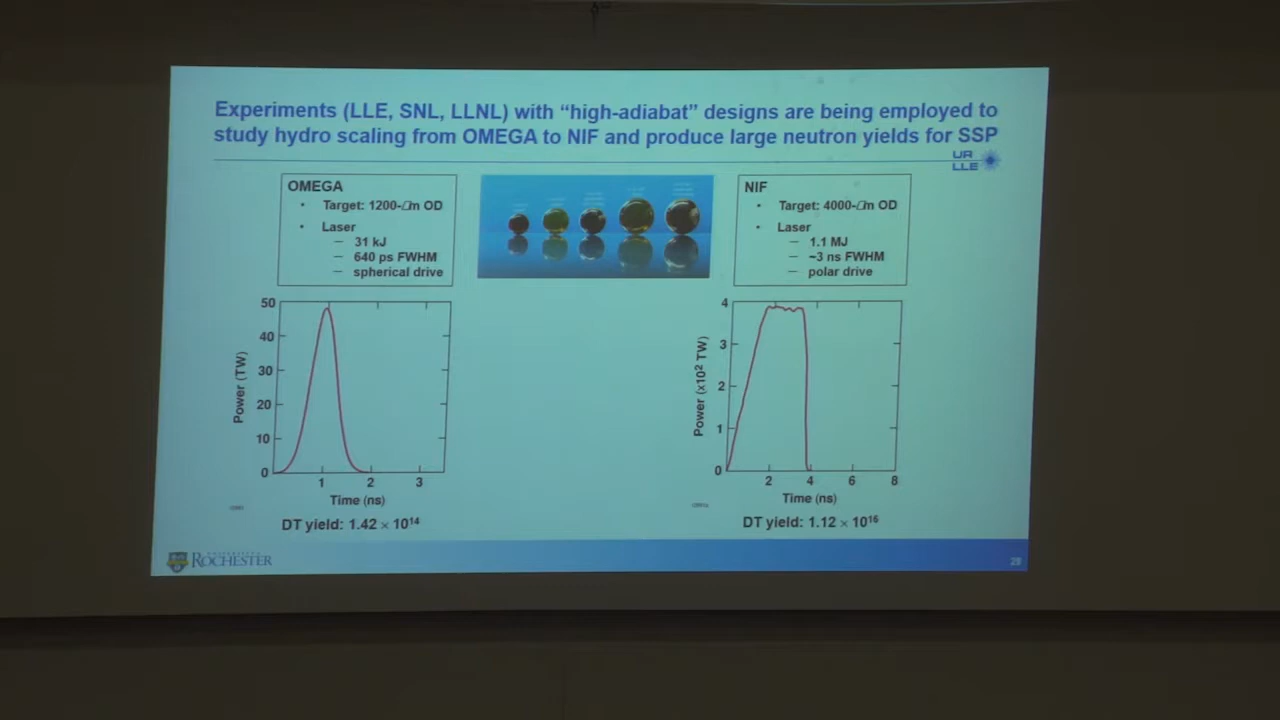 Experiments (LLE, SNL, LLNL) with “high-adiabat” designs are being employed to
study hydro scaling from OMEGA to NIF and produce large neutron yields for SSP
UR
LLE
OMEGA
• Target: 1200-□m OD
• Laser
– 31 kJ
– 640 ps FWHM
– spherical drive
NIF
• Target: 4000-□m OD
• Laser
– 1.1 MJ
– ~3 ns FWHM
– polar drive
Power (TW)
50
40
30
20
10
0
1 2 3
Time (ns)
DT yield: 1.42 × 10¹⁴
Power (x10² TW)
4
3
2
1
0
2 4 6 8
Time (ns)
DT yield: 1.12 × 10¹⁶
UNIVERSITY of
ROCHESTER